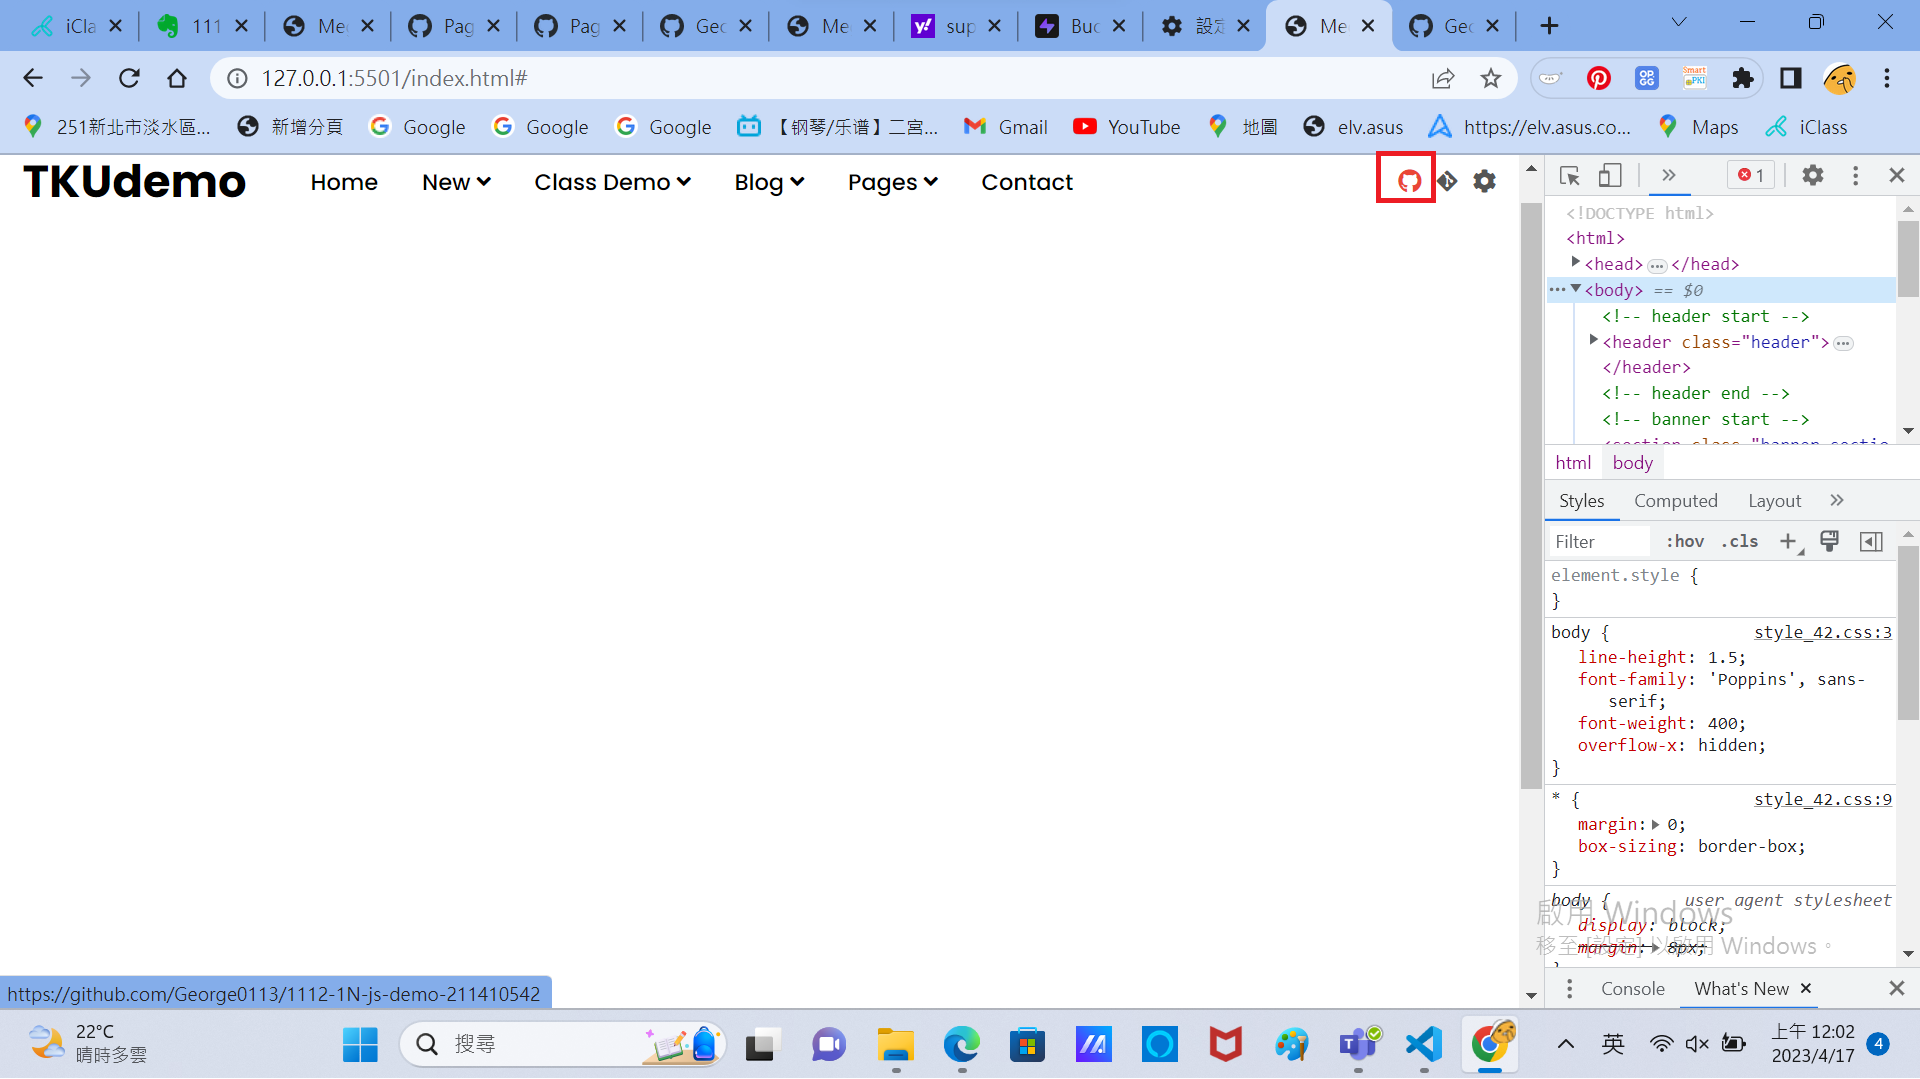 iCla
111
Me
Pag
Pag
Geo
Me
sup
Buc
設定
Me
Geo
127.0.0.1:5501/index.html#
251新北市淡水區...
新增分頁
Google
Google
Google
【钢琴/乐谱】二宮...
Gmail
YouTube
地圖
elv.asus
https://elv.asus.co...
Maps
iClass
TKUdemo
Home
New
Class Demo
Blog
Pages
Contact
1
<!DOCTYPE html>
<html>
<head> ... </head>
... <body> == $0
<!-- header start -->
<header class="header"> ...
</header>
<!-- header end -->
<!-- banner start -->
<section class="banner-sectio
html body
Styles Computed Layout
Filter :hov .cls
element.style {
}
body { style_42.css:3
line-height: 1.5;
font-family: 'Poppins', sans-
serif;
font-weight: 400;
overflow-x: hidden;
}
* { style_42.css:9
margin: 0;
box-sizing: border-box;
}
body { user agent stylesheet
display: block;
margin: 8px;
啟用 Windows
移至 [設定] 以啟用 Windows。
Console What's New
https://github.com/George0113/1112-1N-js-demo-211410542
22°C
晴時多雲
搜尋
英
上午 12:02
2023/4/17
4